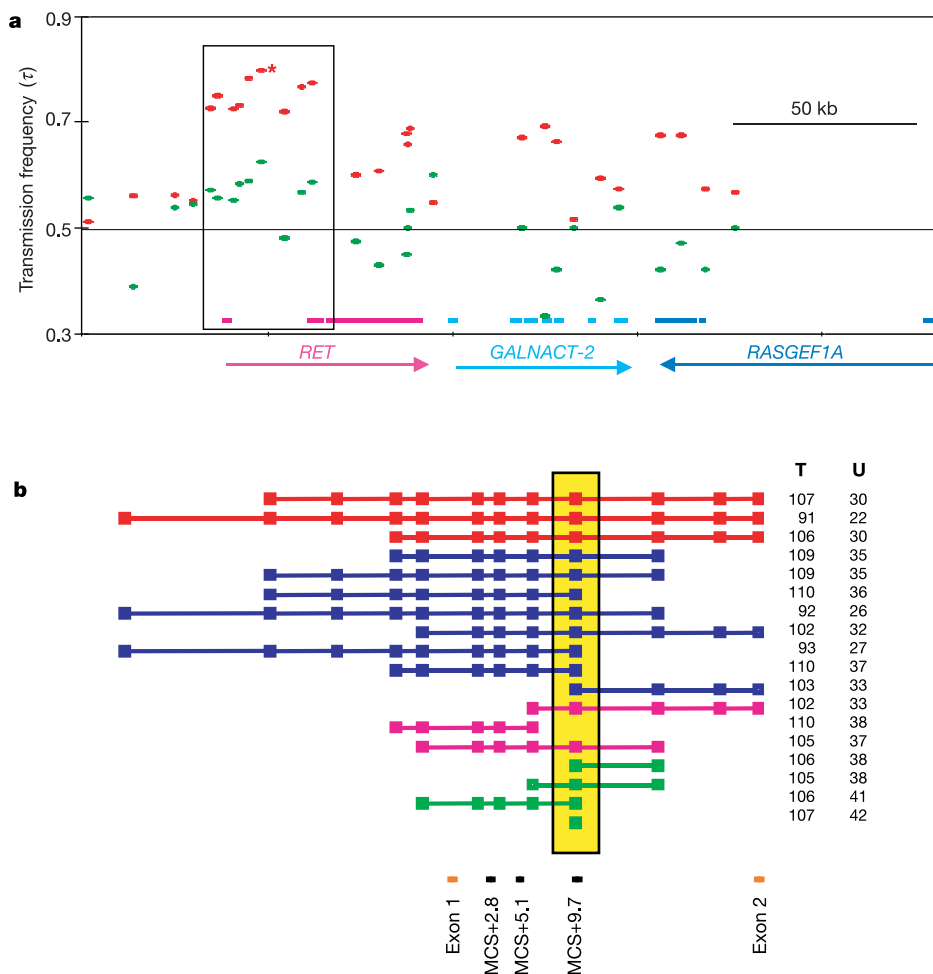 a
Transmission frequency (τ)
0.9
0.7
0.5
0.3
50 kb
*
RET
GALNACT-2
RASGEF1A
b
T U
107 30
91 22
106 30
109 35
109 35
110 36
92 26
102 32
93 27
110 37
103 33
102 33
110 38
105 37
106 38
105 38
106 41
107 42
Exon 1
MCS+2.8
MCS+5.1
MCS+9.7
Exon 2